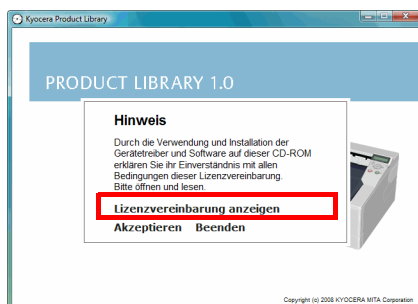 Kyocera Product Library
PRODUCT LIBRARY 1.0
Hinweis
Durch die Verwendung und Installation der
Gerätetreiber und Software auf dieser CD-ROM
erklären Sie ihr Einverständnis mit allen
Bedingungen dieser Lizenzvereinbarung.
Bitte öffnen und lesen.
Lizenzvereinbarung anzeigen
Akzeptieren Beenden
Copyright (c) 2008 KYOCERA MITA Corporation